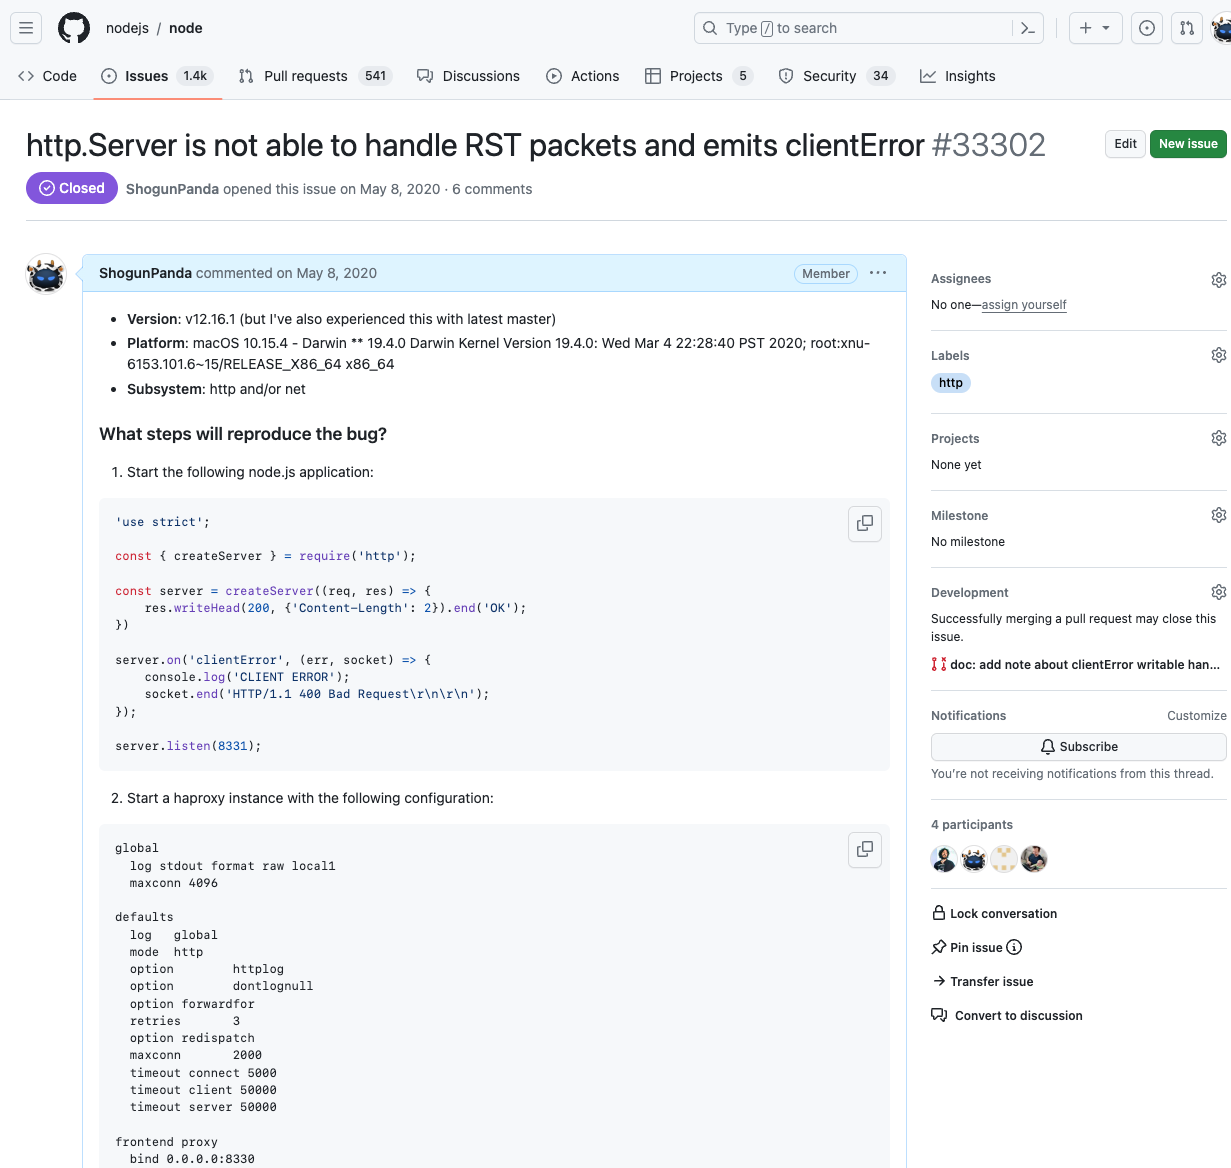 nodejs / node
Type / to search
Code
Issues 1.4k
Pull requests 541
Discussions
Actions
Projects 5
Security 34
Insights
http.Server is not able to handle RST packets and emits clientError #33302
Edit
New issue
Closed
ShogunPanda opened this issue on May 8, 2020 · 6 comments
ShogunPanda commented on May 8, 2020
Member
• Version: v12.16.1 (but I've also experienced this with latest master)
• Platform: macOS 10.15.4 - Darwin ** 19.4.0 Darwin Kernel Version 19.4.0: Wed Mar 4 22:28:40 PST 2020; root:xnu-
6153.101.6~15/RELEASE_X86_64 x86_64
• Subsystem: http and/or net
What steps will reproduce the bug?
1. Start the following node.js application:
'use strict';
const { createServer } = require('http');
const server = createServer((req, res) => {
    res.writeHead(200, {'Content-Length': 2}).end('OK');
})
server.on('clientError', (err, socket) => {
    console.log('CLIENT ERROR');
    socket.end('HTTP/1.1 400 Bad Request\r\n\r\n');
});
server.listen(8331);
2. Start a haproxy instance with the following configuration:
global
  log stdout format raw local1
  maxconn 4096
defaults
  log   global
  mode  http
  option        httplog
  option        dontlognull
  option forwardfor
  retries       3
  option redispatch
  maxconn       2000
  timeout connect 5000
  timeout client 50000
  timeout server 50000
frontend proxy
  bind 0.0.0.0:8330
Assignees
No one—assign yourself
Labels
http
Projects
None yet
Milestone
No milestone
Development
Successfully merging a pull request may close this
issue.
doc: add note about clientError writable han...
Notifications
Customize
Subscribe
You're not receiving notifications from this thread.
4 participants
Lock conversation
Pin issue
Transfer issue
Convert to discussion